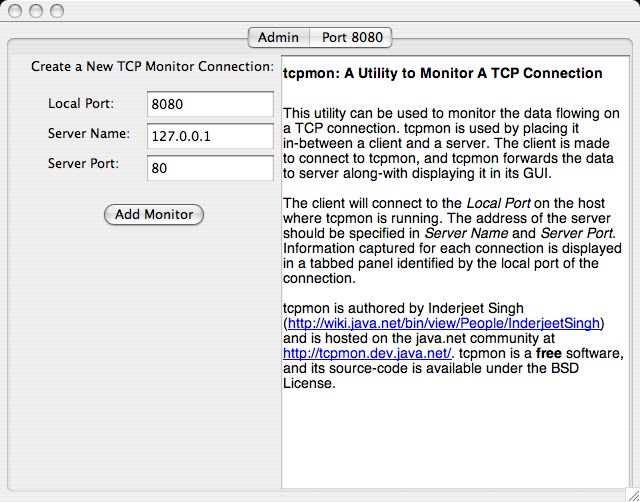 Admin
Port 8080
Create a New TCP Monitor Connection:
Local Port:
8080
Server Name:
127.0.0.1
Server Port:
80
Add Monitor
tcpmon: A Utility to Monitor A TCP Connection
This utility can be used to monitor the data flowing on
a TCP connection. tcpmon is used by placing it
in-between a client and a server. The client is made
to connect to tcpmon, and tcpmon forwards the data
to server along-with displaying it in its GUI.
The client will connect to the Local Port on the host
where tcpmon is running. The address of the server
should be specified in Server Name and Server Port.
Information captured for each connection is displayed
in a tabbed panel identified by the local port of the
connection.
tcpmon is authored by Inderjeet Singh
(http://wiki.java.net/bin/view/People/InderjeetSingh)
and is hosted on the java.net community at
http://tcpmon.dev.java.net/. tcpmon is a free software,
and its source-code is available under the BSD
License.